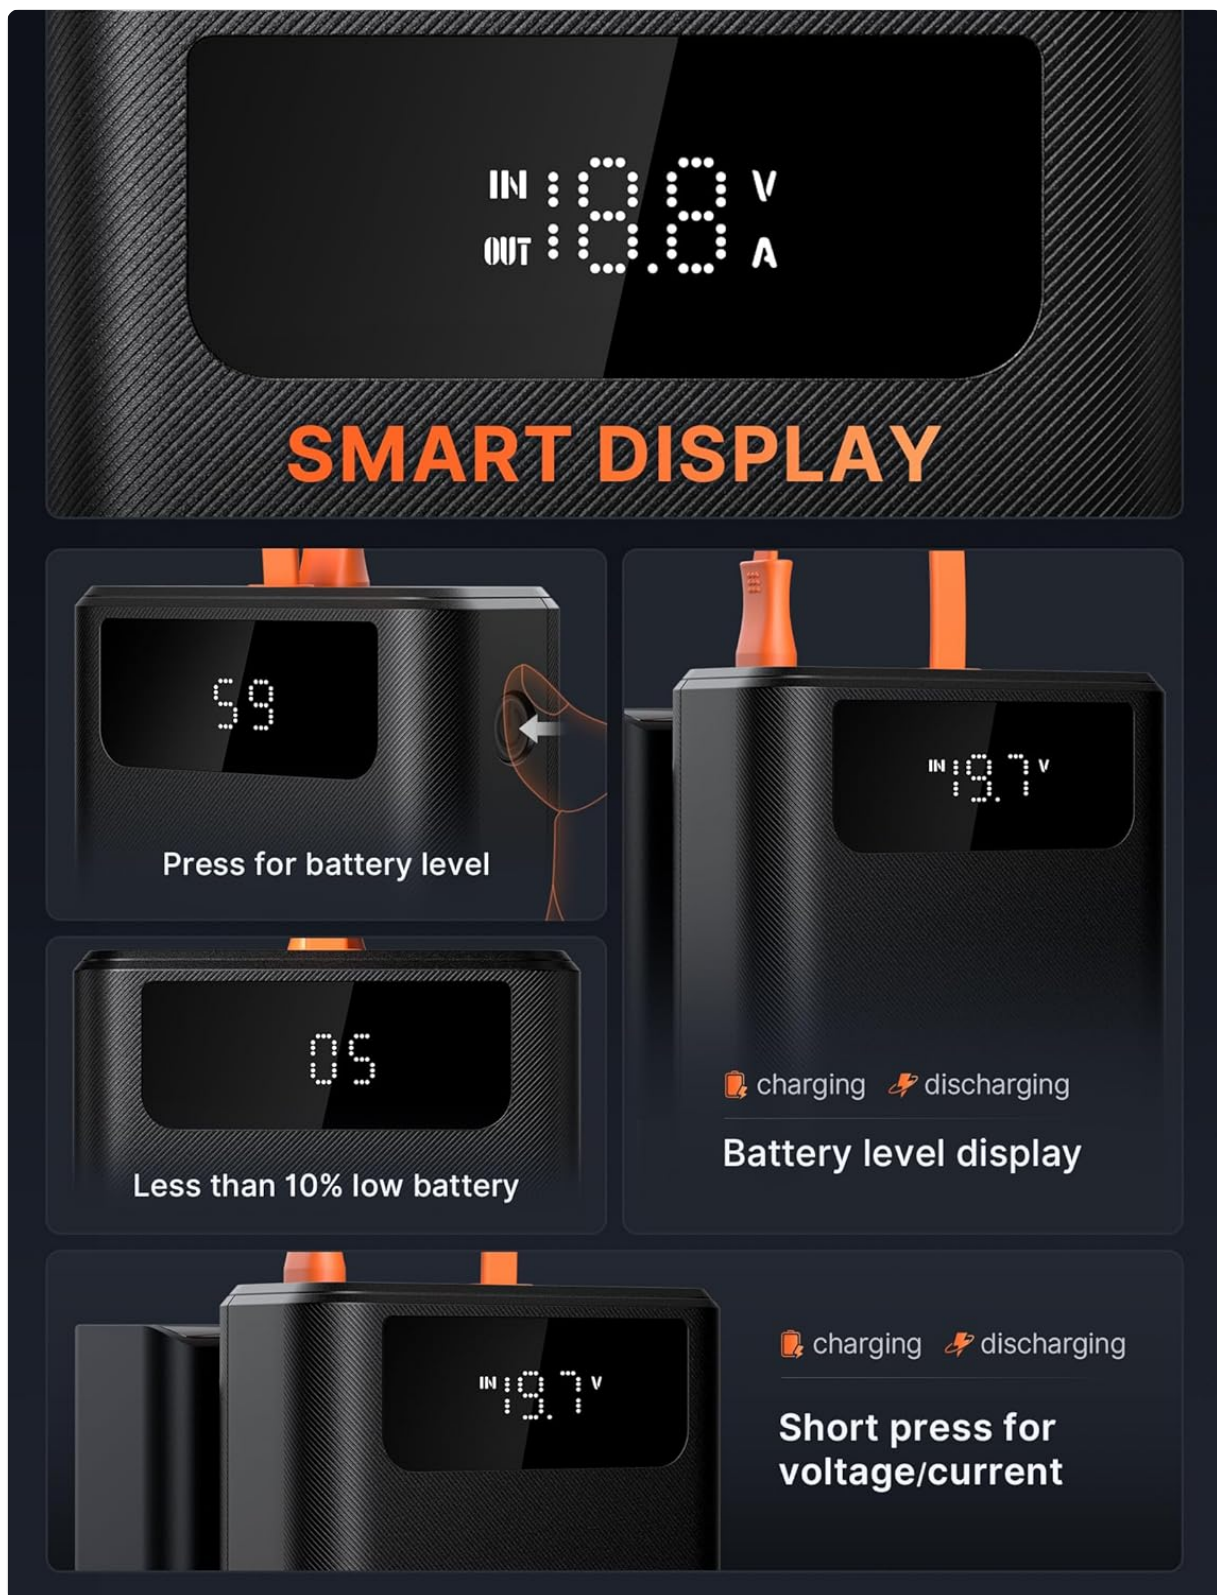 IN 18.8 V
OUT A
SMART DISPLAY
59
Press for battery level
IN 19.7 V
charging discharging
Battery level display
05
Less than 10% low battery
IN 19.7 V
charging discharging
Short press for
voltage/current